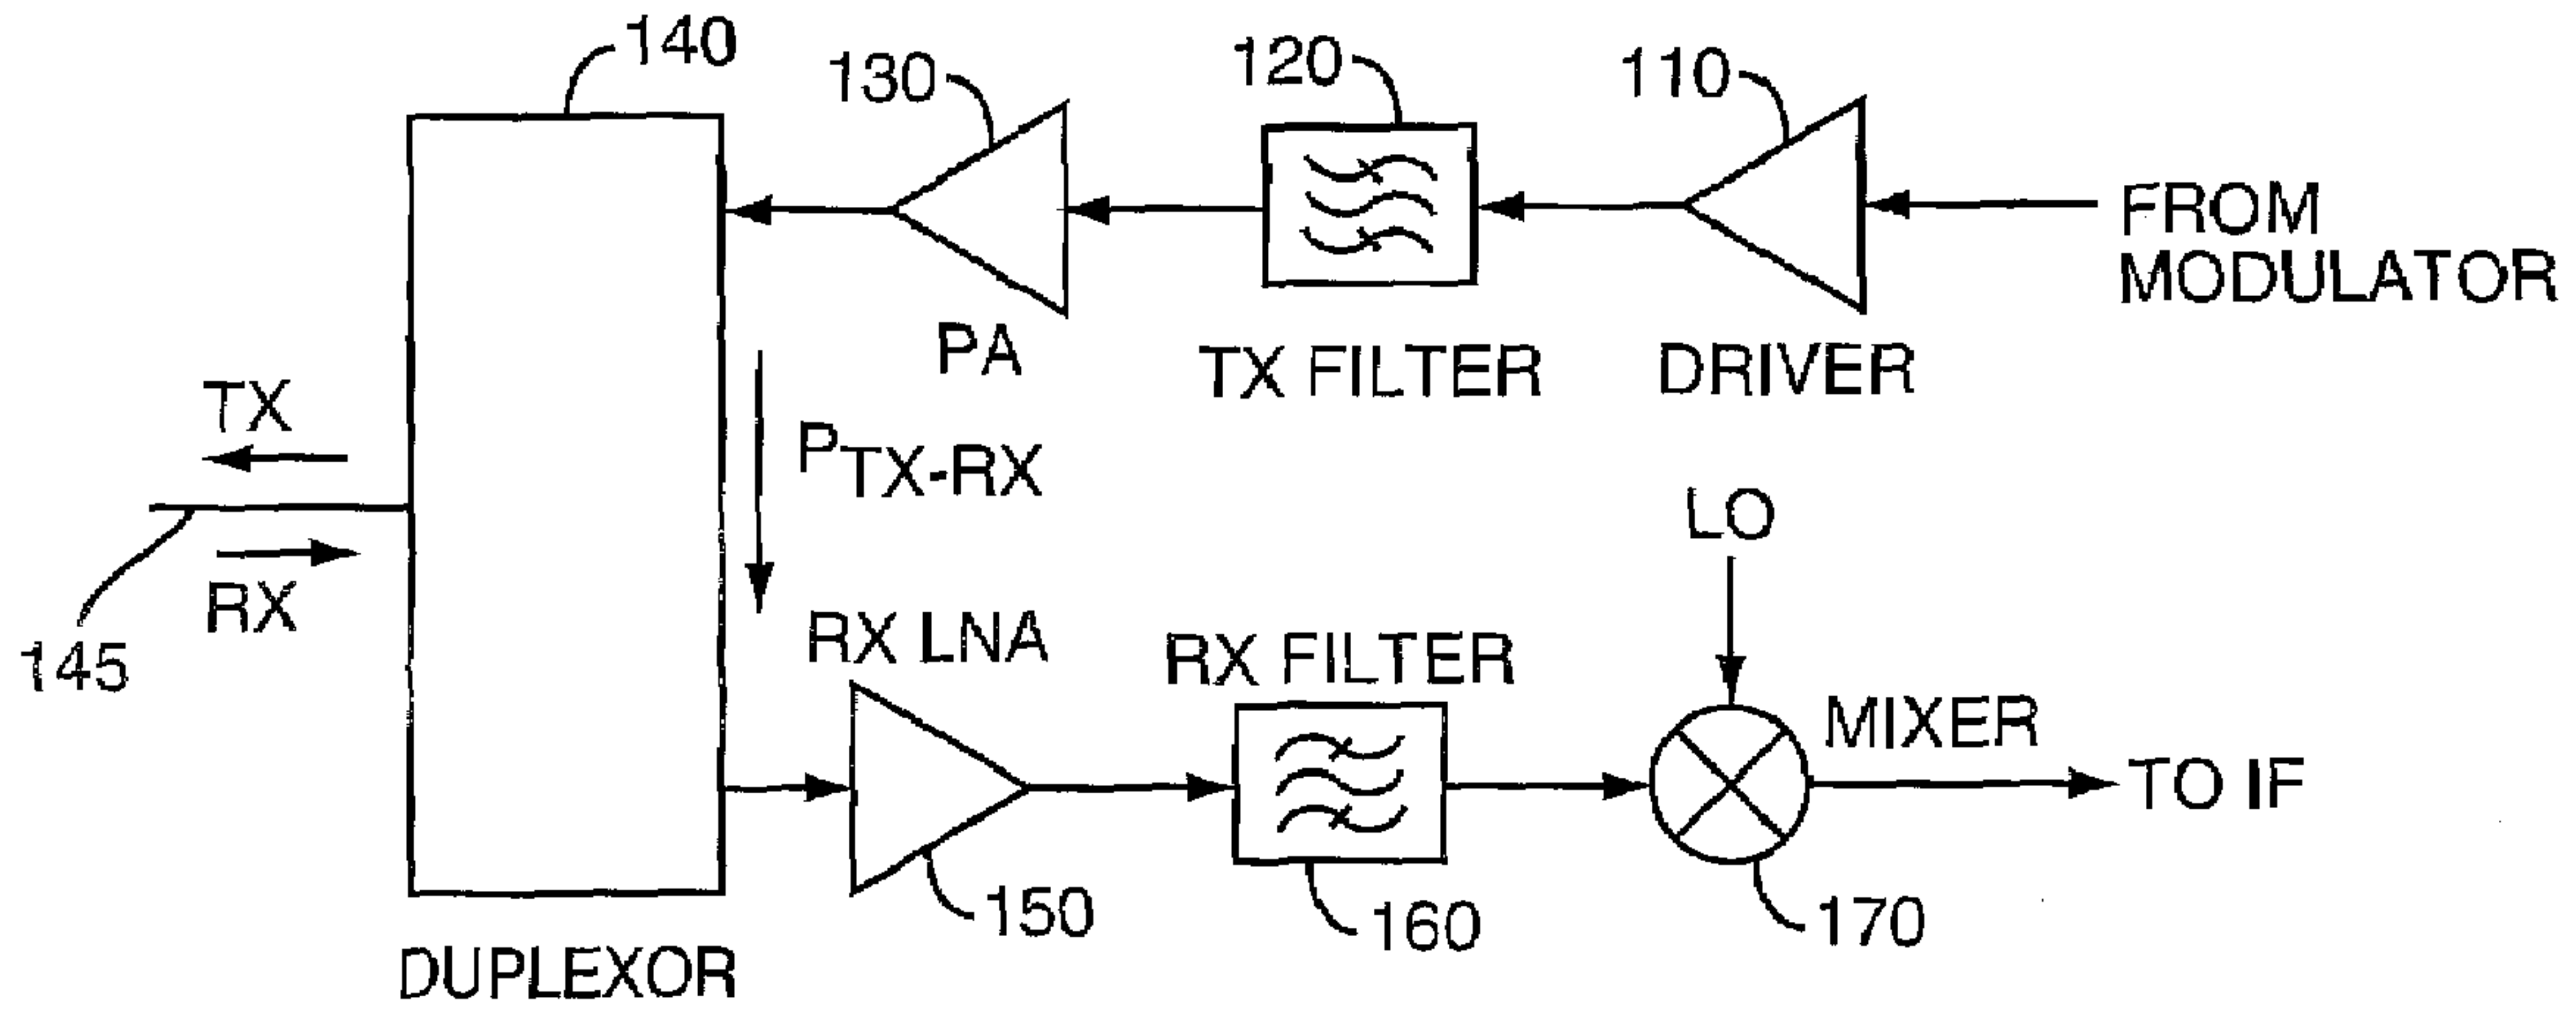 140
130
120
110
FROM
MODULATOR
PA
TX FILTER
DRIVER
TX
PTX-RX
LO
RX
145
RX LNA
RX FILTER
MIXER
TO IF
150
160
170
DUPLEXOR